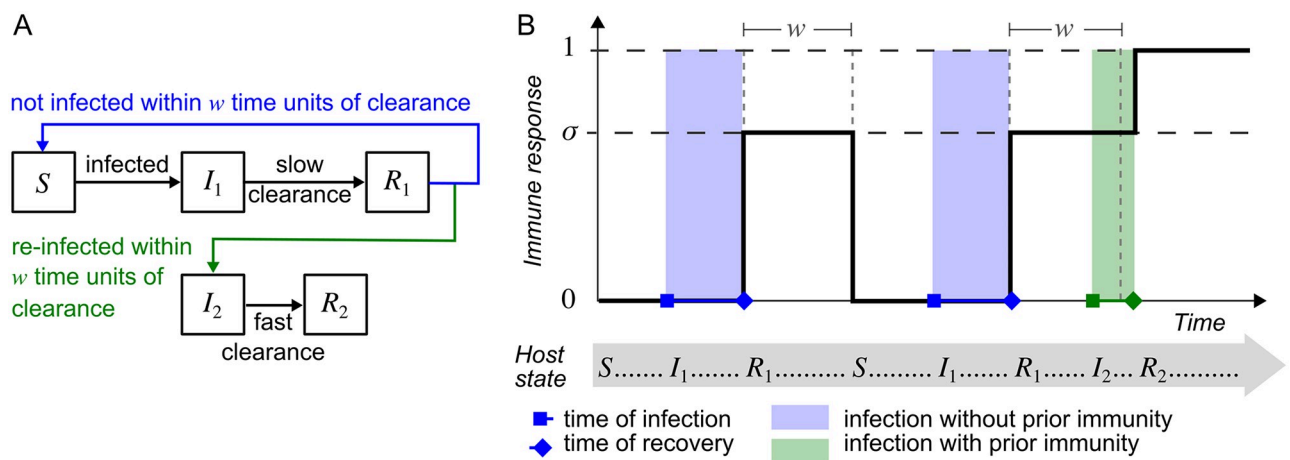 A
not infected within w time units of clearance
S
infected
I1
slow
clearance
R1
re-infected within
w time units of
clearance
I2
fast
clearance
R2
B
w
w
1
σ
0
Immune response
Time
Host
state
S....... I1....... R1.......... S........ I1....... R1...... I2... R2..........
time of infection
time of recovery
infection without prior immunity
infection with prior immunity